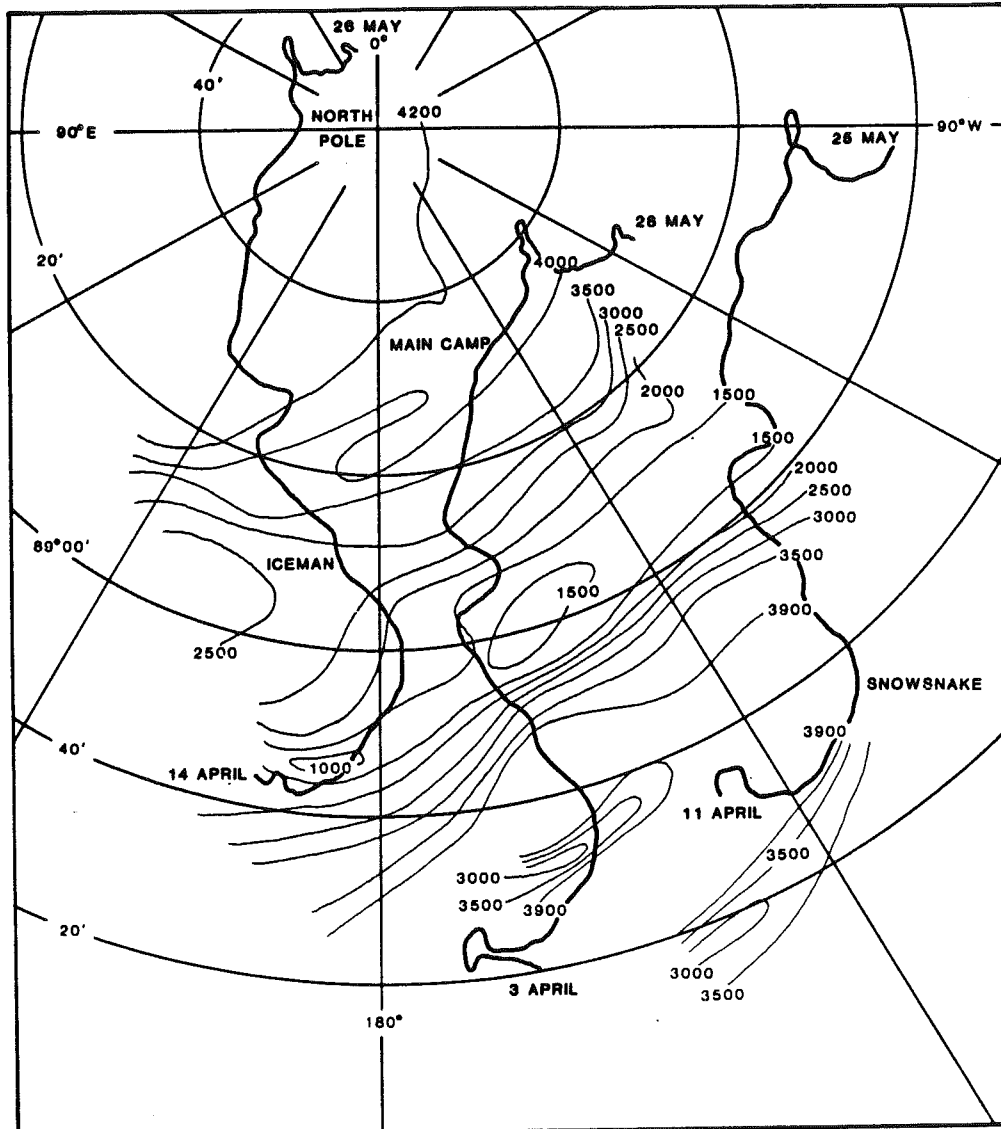 26 MAY
0°
40'
NORTH
POLE
4200
90°E
90°W
25 MAY
28 MAY
20'
4000
3500
3000
2500
MAIN CAMP
2000
1500
1500
2000
2500
3000
89°00'
ICEMAN
3500
1500
3900
2500
SNOWSNAKE
3900
40'
14 APRIL
1000
11 APRIL
3500
3000
3500
3900
20'
3000
3 APRIL
3500
180°